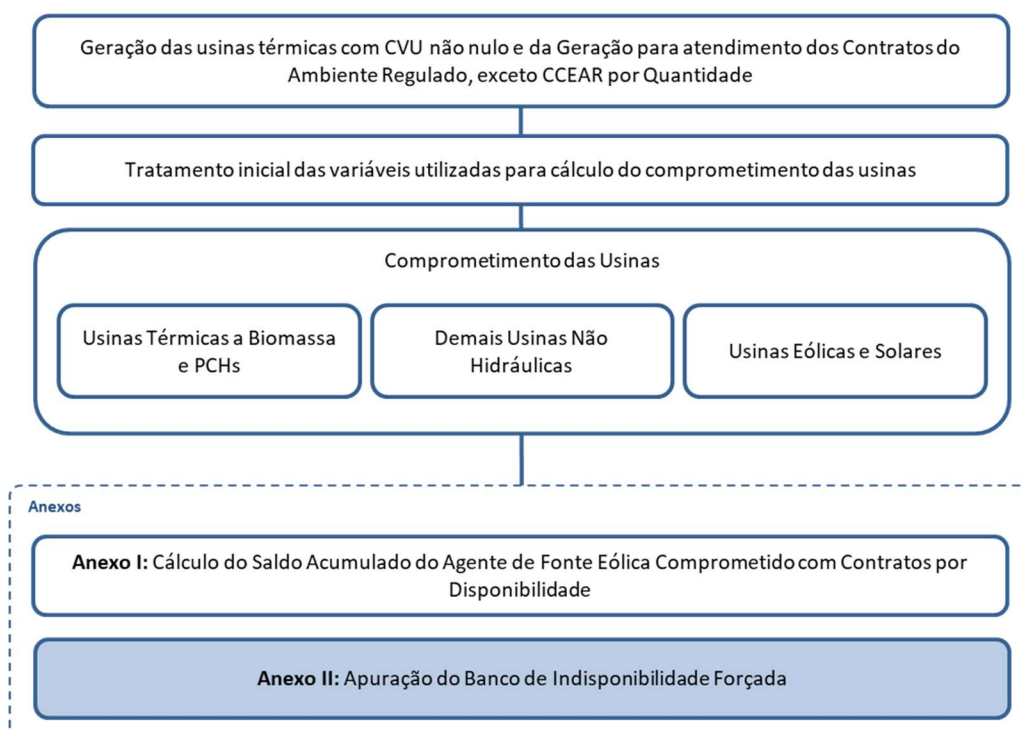 Geração das usinas térmicas com CVU não nulo e da Geração para atendimento dos Contratos do
Ambiente Regulado, exceto CCEAR por Quantidade
Tratamento inicial das variáveis utilizadas para cálculo do comprometimento das usinas
Comprometimento das Usinas
Usinas Térmicas a Biomassa
e PCHs
Demais Usinas Não
Hidráulicas
Usinas Eólicas e Solares
Anexos
Anexo I: Cálculo do Saldo Acumulado do Agente de Fonte Eólica Comprometido com Contratos por
Disponibilidade
Anexo II: Apuração do Banco de Indisponibilidade Forçada